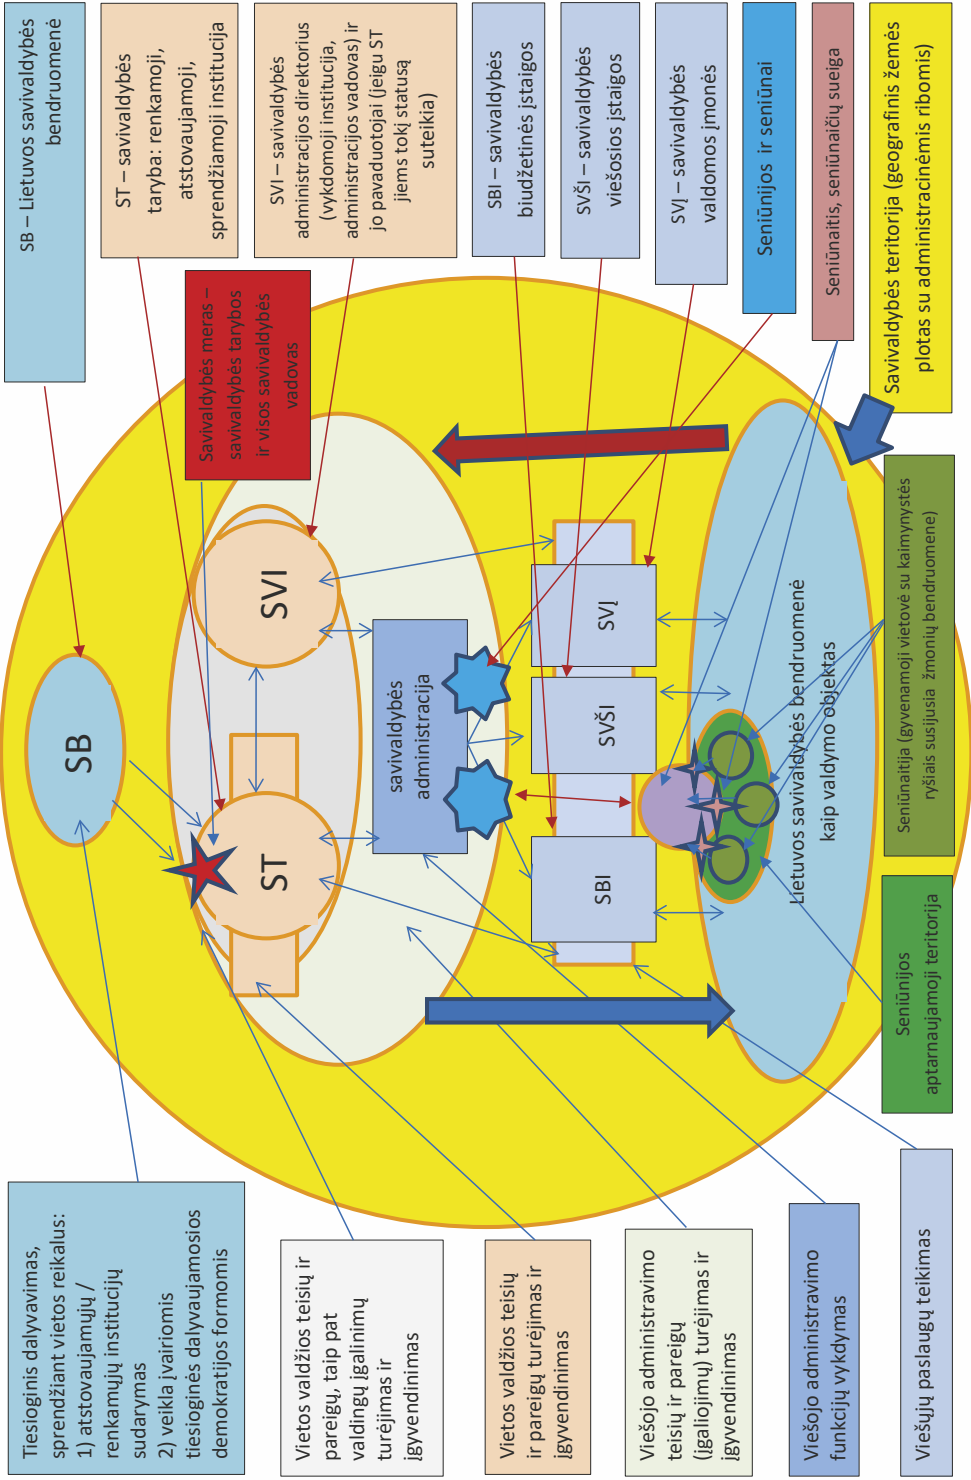 Tiesioginis dalyvavimas,
sprendžiant vietos reikalus:
1) atstovaujamųjų /
renkamųjų institucijų
sudarymas
2) veikla įvairiomis
tiesioginės dalyvaujamosios
demokratijos formomis
Vietos valdžios teisių ir
pareigų, taip pat
valdingų įgalinimų
turėjimas ir
įgyvendinimas
Vietos valdžios teisių
ir pareigų turėjimas ir
įgyvendinimas
Viešojo administravimo
teisių ir pareigų
(įgaliojimų) turėjimas ir
įgyvendinimas
Viešojo administravimo
funkcijų vykdymas
Viešųjų paslaugų teikimas
SB
ST
SVI
savivaldybės
administracija
SBI
SVŠI
SVĮ
Lietuvos savivaldybės bendruomenė
kaip valdymo objektas
Seniūnijos
aptarnaujamoji teritorija
Seniūnaitija (gyvenamoji vietovė su kaimynystės
ryšiais susijusia žmonių bendruomene)
SB – Lietuvos savivaldybės
bendruomenė
ST – savivaldybės
taryba: renkamoji,
atstovaujamoji,
sprendžiamoji institucija
SVI – savivaldybės
administracijos direktorius
(vykdomoji institucija,
administracijos vadovas) ir
jo pavaduotojai (jeigu ST
jiems tokį statusą
suteikia)
Savivaldybės meras –
savivaldybės tarybos
ir visos savivaldybės
vadovas
SBI – savivaldybės
biudžetinės įstaigos
SVŠI – savivaldybės
viešosios įstaigos
SVĮ – savivaldybės
valdomos įmonės
Seniūnijos ir seniūnai
Seniūnaitis, seniūnaičių sueiga
Savivaldybės teritorija (geografinis žemės
plotas su administracinėmis ribomis)